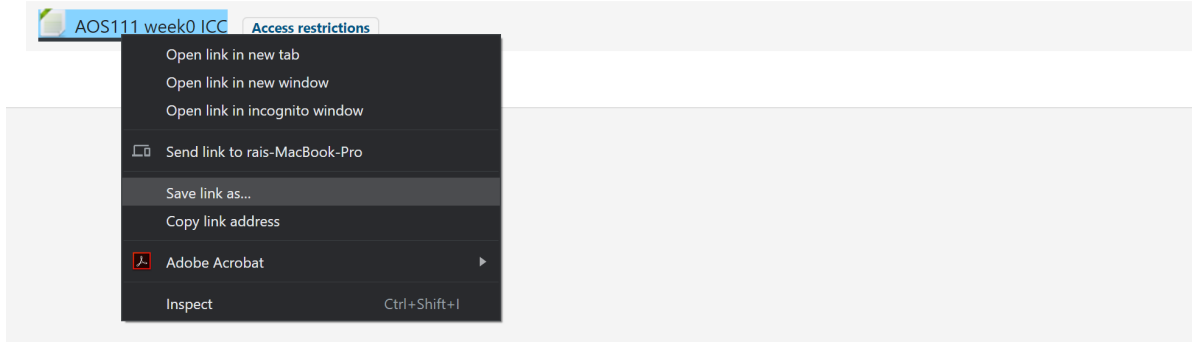 AOS111 week0 ICC Access restrictions
Open link in new tab
Open link in new window
Open link in incognito window
Send link to rais-MacBook-Pro
Save link as...
Copy link address
Adobe Acrobat
Inspect Ctrl+Shift+I